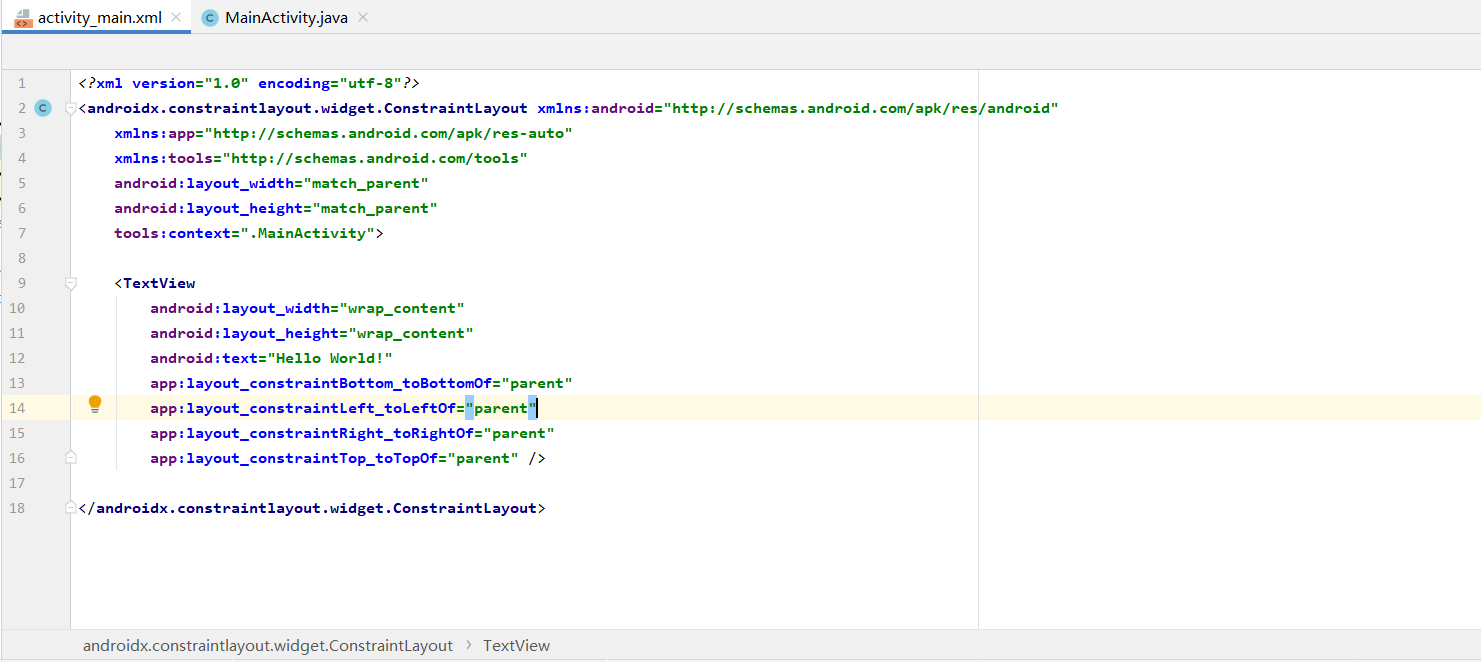 activity_main.xml MainActivity.java
1 <?xml version="1.0" encoding="utf-8"?>
2 <androidx.constraintlayout.widget.ConstraintLayout xmlns:android="http://schemas.android.com/apk/res/android"
3 xmlns:app="http://schemas.android.com/apk/res-auto"
4 xmlns:tools="http://schemas.android.com/tools"
5 android:layout_width="match_parent"
6 android:layout_height="match_parent"
7 tools:context=".MainActivity">
8
9 <TextView
10 android:layout_width="wrap_content"
11 android:layout_height="wrap_content"
12 android:text="Hello World!"
13 app:layout_constraintBottom_toBottomOf="parent"
14 app:layout_constraintLeft_toLeftOf="parent"
15 app:layout_constraintRight_toRightOf="parent"
16 app:layout_constraintTop_toTopOf="parent" />
17
18 </androidx.constraintlayout.widget.ConstraintLayout>
androidx.constraintlayout.widget.ConstraintLayout > TextView